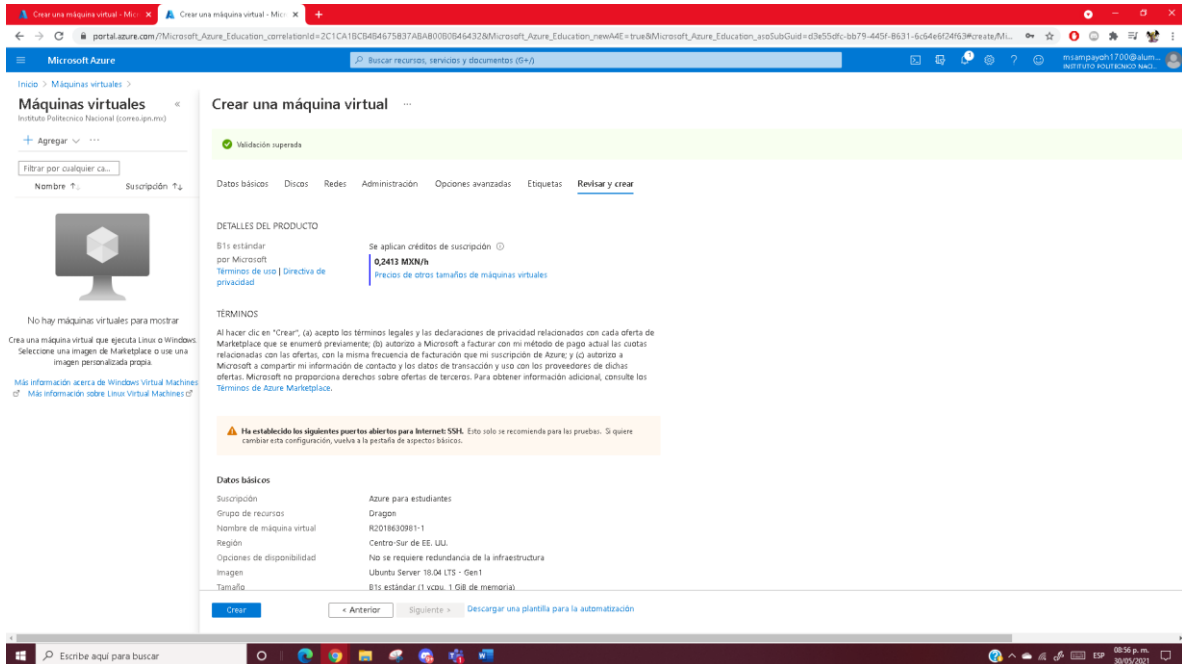 Crear una máquina virtual - Micr
Crear una máquina virtual - Micr
portal.azure.com/?Microsoft_Azure_Education_correlationId=2C1CA1BCB4B4675B37ABA80080846432&Microsoft_Azure_Education_newA4E=true&Microsoft_Azure_Education_asoSubGuid=d3e55dfc-bb79-445f-8631-6c64e6f24f63#create/Mi...
Microsoft Azure
Buscar recursos, servicios y documentos (G+/)
msampayoh1700@alum...
INSTITUTO POLITECNICO NACI...
Inicio > Máquinas virtuales >
Máquinas virtuales
Instituto Politecnico Nacional (correo.ipn.mx)
Agregar
Filtrar por cualquier ca...
Nombre ↑↓ Suscripción ↑↓
No hay máquinas virtuales para mostrar
Crea una máquina virtual que ejecuta Linux o Windows.
Seleccione una imagen de Marketplace o use una
imagen personalizada propia.
Más información acerca de Windows Virtual Machines
Más información sobre Linux Virtual Machines
Crear una máquina virtual ...
Validación superada
Datos básicos Discos Redes Administración Opciones avanzadas Etiquetas Revisar y crear
DETALLES DEL PRODUCTO
B1s estándar
por Microsoft
Términos de uso | Directiva de
privacidad
Se aplican créditos de suscripción
0,2413 MXN/h
Precios de otros tamaños de máquinas virtuales
TÉRMINOS
Al hacer clic en "Crear", (a) acepto los términos legales y las declaraciones de privacidad relacionados con cada oferta de
Marketplace que se enumeró previamente; (b) autorizo a Microsoft a facturar con mi método de pago actual las cuotas
relacionadas con las ofertas, con la misma frecuencia de facturación que mi suscripción de Azure; y (c) autorizo a
Microsoft a compartir mi información de contacto y los datos de transacción y uso con los proveedores de dichas
ofertas. Microsoft no proporciona derechos sobre ofertas de terceros. Para obtener información adicional, consulte los
Términos de Azure Marketplace.
Ha establecido los siguientes puertos abiertos para Internet: SSH. Esto solo se recomienda para las pruebas. Si quiere
cambiar esta configuración, vuelva a la pestaña de aspectos básicos.
Datos básicos
Suscripción Azure para estudiantes
Grupo de recursos Dragon
Nombre de máquina virtual R2018630981-1
Región Centro-Sur de EE. UU.
Opciones de disponibilidad No se requiere redundancia de la infraestructura
Imagen Ubuntu Server 18.04 LTS - Gen1
Tamaño B1s estándar (1 vcpu, 1 GiB de memoria)
Crear < Anterior Siguiente > Descargar una plantilla para la automatización
Escribe aquí para buscar
ESP
08:56 p. m.
30/05/2021